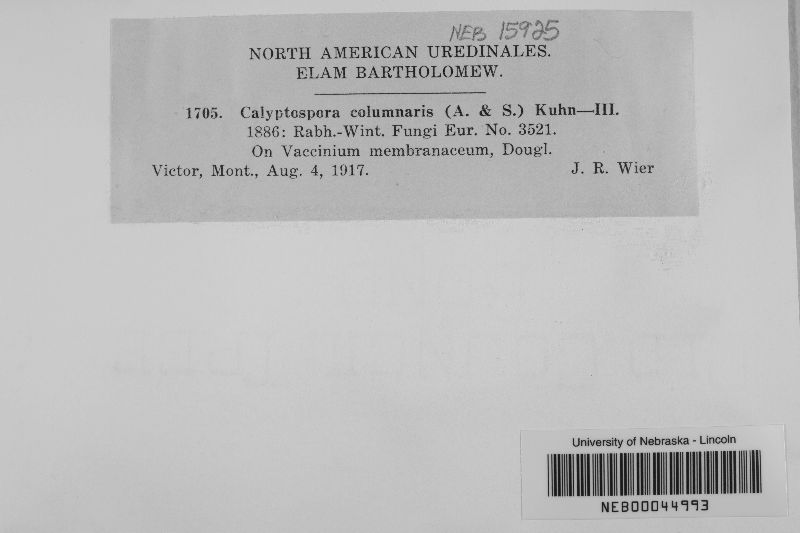 NEB 15925
NORTH AMERICAN UREDINALES.
ELAM BARTHOLOMEW.
1705. Calyptospora columnaris (A. & S.) Kuhn—III.
1886: Rabh.-Wint. Fungi Eur. No. 3521.
On Vaccinium membranaceum, Dougl.
Victor, Mont., Aug. 4, 1917. J. R. Wier
University of Nebraska - Lincoln
NEB00044993